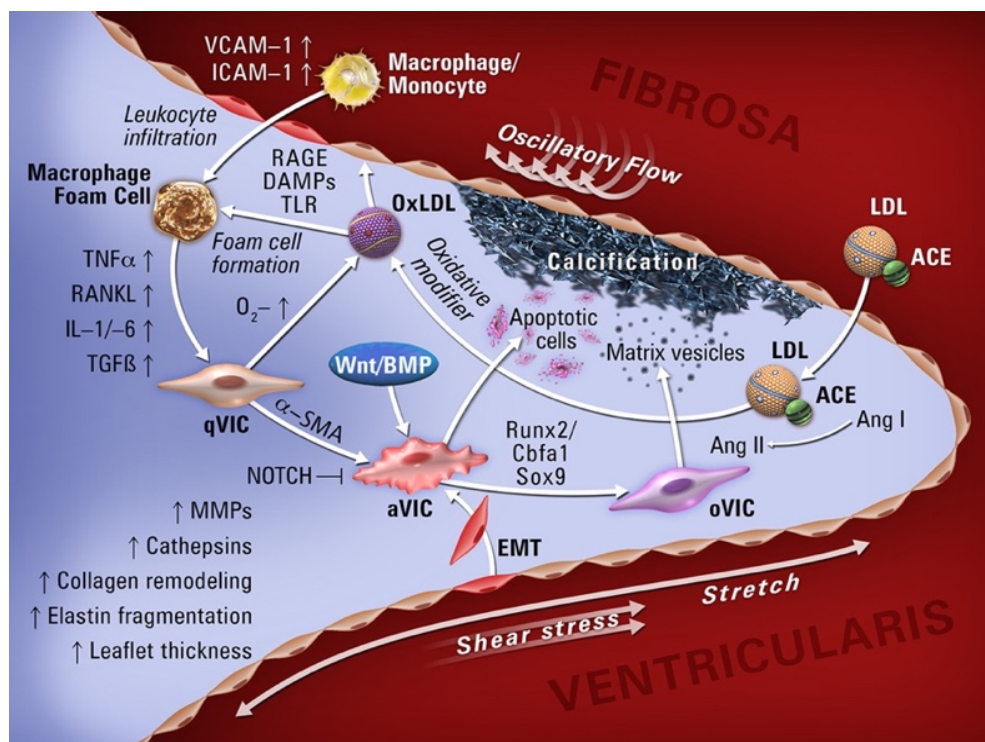 VCAM–1 ↑
ICAM–1 ↑
Macrophage/
Monocyte
FIBROSA
Leukocyte
infiltration
Oscillatory Flow
Macrophage
Foam Cell
RAGE
DAMPs
TLR
OxLDL
LDL
ACE
Foam cell
formation
Oxidative
modifier
Calcification
TNFα ↑
RANKL ↑
IL–1/–6 ↑
TGFß ↑
O₂– ↑
Apoptotic
cells
Matrix vesicles
Wnt/BMP
LDL
ACE
qVIC
α–SMA
Ang I
Ang II
Runx2/
Cbfa1
Sox9
NOTCH
aVIC
oVIC
EMT
↑ MMPs
↑ Cathepsins
↑ Collagen remodeling
↑ Elastin fragmentation
↑ Leaflet thickness
Stretch
Shear stress
VENTRICULARIS